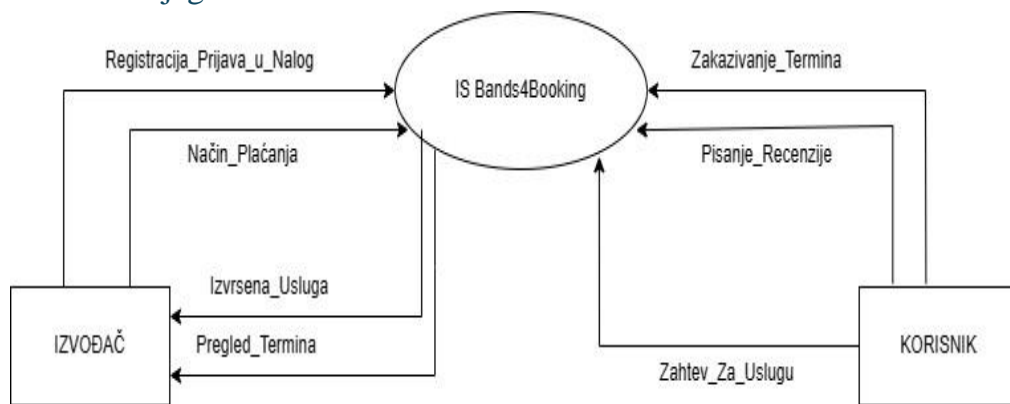 Registracija_Prijava_u_Nalog
IS Bands4Booking
Zakazivanje_Termina
Način_Plaćanja
Pisanje_Recenzije
Izvrsena_Usluga
IZVOĐAČ
Pregled_Termina
KORISNIK
Zahtev_Za_Uslugu